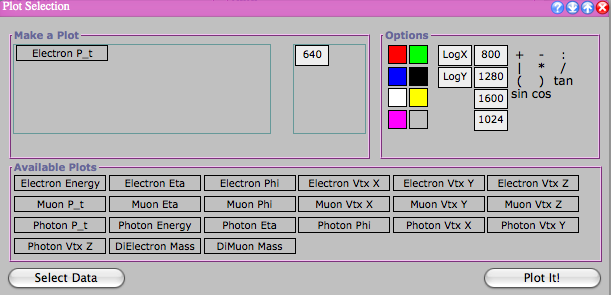 Plot Selection
Make a Plot
Electron P_t
640
Options
LogX 800 + - :
LogY 1280 | * /
( ) tan
1600 sin cos
1024
Available Plots
Electron Energy Electron Eta Electron Phi Electron Vtx X Electron Vtx Y Electron Vtx Z
Muon P_t Muon Eta Muon Phi Muon Vtx X Muon Vtx Y Muon Vtx Z
Photon P_t Photon Energy Photon Eta Photon Phi Photon Vtx X Photon Vtx Y
Photon Vtx Z DiElectron Mass DiMuon Mass
Select Data Plot It!